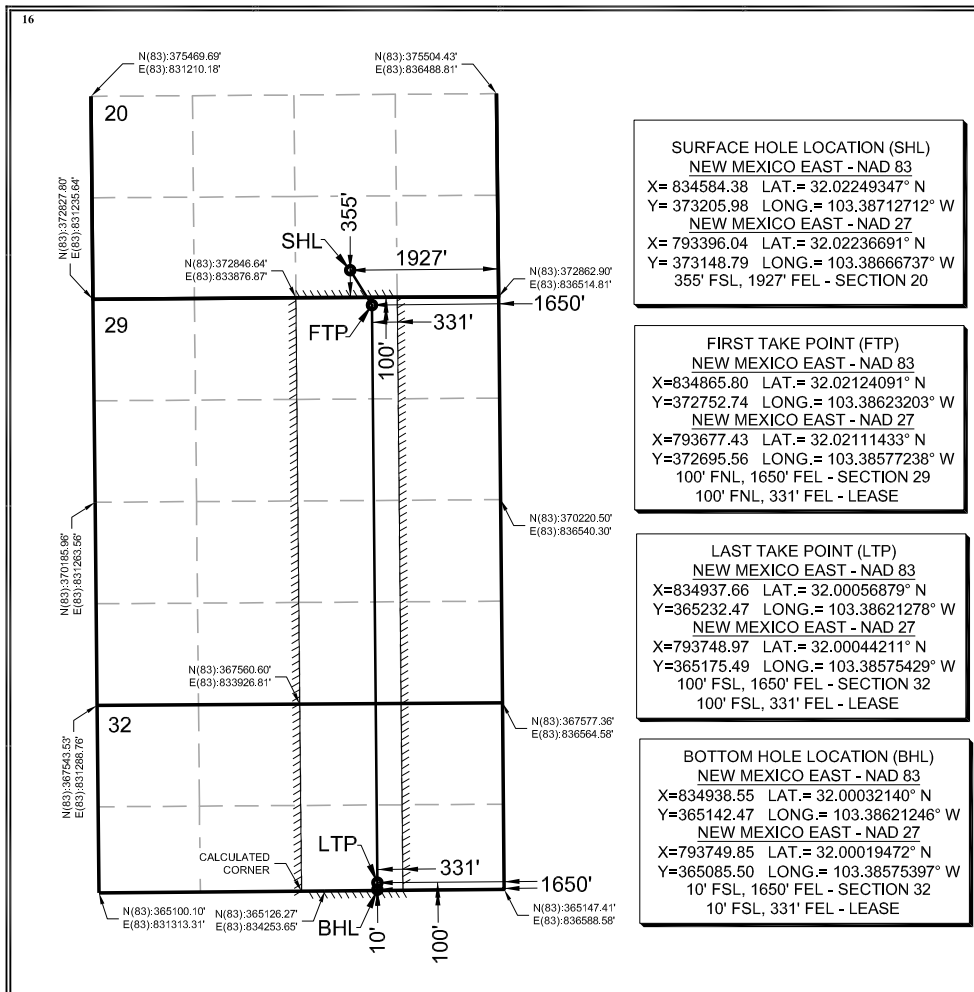 16
N(83):375469.69'
E(83):831210.18'
N(83):375504.43'
E(83):836488.81'
20
N(83):372827.80'
E(83):831235.64'
355'
SHL
1927'
N(83):372846.64'
E(83):833876.87'
N(83):372862.90'
E(83):836514.81'
29
1650'
FTP
331'
100'
N(83):370185.96'
E(83):831263.56'
N(83):370220.50'
E(83):836540.30'
N(83):367560.60'
E(83):833926.81'
32
N(83):367543.53'
E(83):831288.76'
N(83):367577.36'
E(83):836564.58'
LTP
CALCULATED
CORNER
331'
1650'
N(83):365100.10'
E(83):831313.31'
N(83):365126.27'
E(83):834253.65'
BHL
10'
100'
N(83):365147.41'
E(83):836588.58'
SURFACE HOLE LOCATION (SHL)
NEW MEXICO EAST - NAD 83
X= 834584.38 LAT.= 32.02249347° N
Y= 373205.98 LONG.= 103.38712712° W
NEW MEXICO EAST - NAD 27
X= 793396.04 LAT.= 32.02236691° N
Y= 373148.79 LONG.= 103.38666737° W
355' FSL, 1927' FEL - SECTION 20
FIRST TAKE POINT (FTP)
NEW MEXICO EAST - NAD 83
X=834865.80 LAT.= 32.02124091° N
Y=372752.74 LONG.= 103.38623203° W
NEW MEXICO EAST - NAD 27
X=793677.43 LAT.= 32.02111433° N
Y=372695.56 LONG.= 103.38577238° W
100' FNL, 1650' FEL - SECTION 29
100' FNL, 331' FEL - LEASE
LAST TAKE POINT (LTP)
NEW MEXICO EAST - NAD 83
X=834937.66 LAT.= 32.00056879° N
Y=365232.47 LONG.= 103.38621278° W
NEW MEXICO EAST - NAD 27
X=793748.97 LAT.= 32.00044211° N
Y=365175.49 LONG.= 103.38575429° W
100' FSL, 1650' FEL - SECTION 32
100' FSL, 331' FEL - LEASE
BOTTOM HOLE LOCATION (BHL)
NEW MEXICO EAST - NAD 83
X=834938.55 LAT.= 32.00032140° N
Y=365142.47 LONG.= 103.38621246° W
NEW MEXICO EAST - NAD 27
X=793749.85 LAT.= 32.00019472° N
Y=365085.50 LONG.= 103.38575397° W
10' FSL, 1650' FEL - SECTION 32
10' FSL, 331' FEL - LEASE